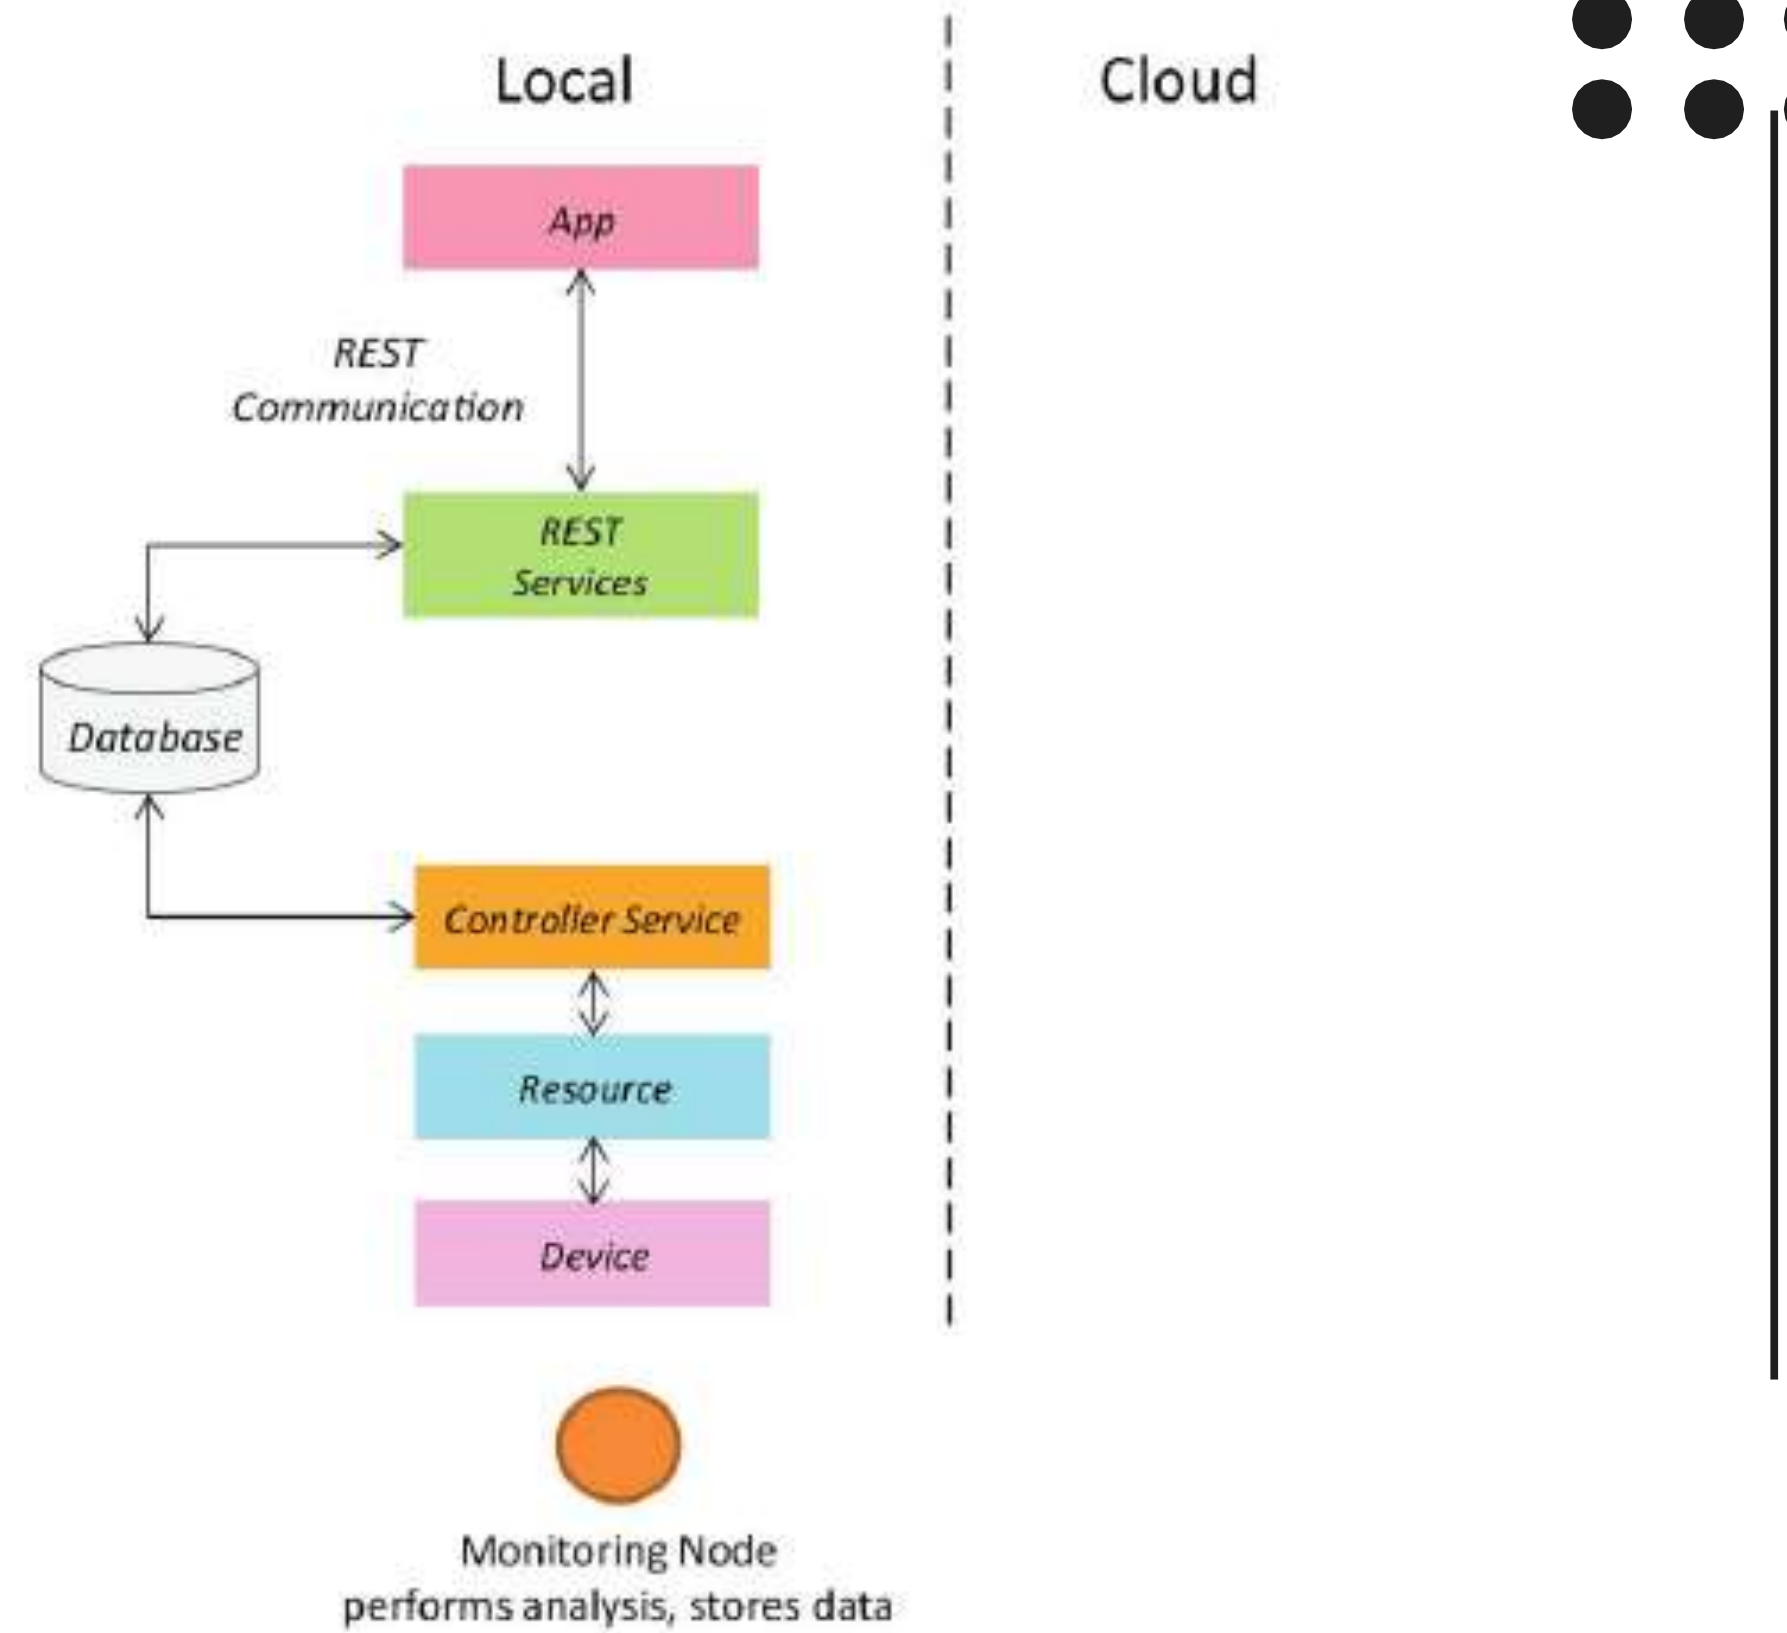 Local
Cloud
App
REST
Communication
REST
Services
Database
Controller Service
Resource
Device
Monitoring Node
performs analysis, stores data